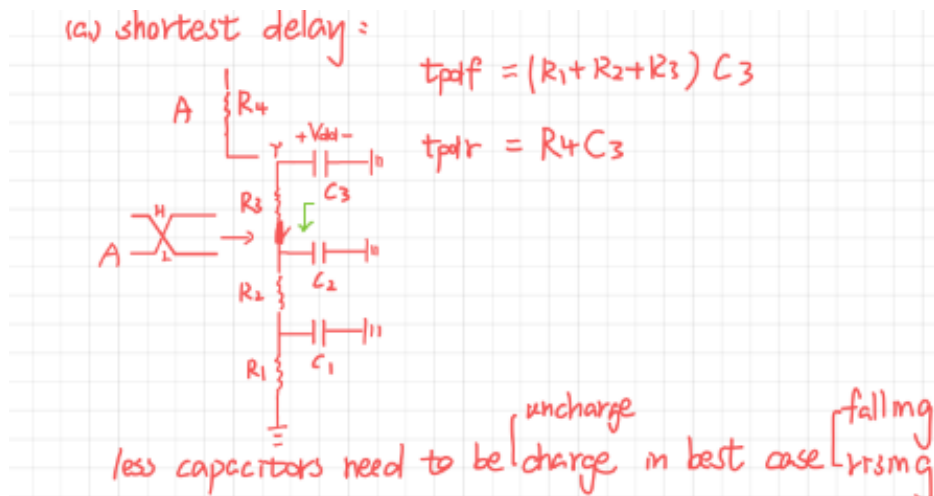 (a) shortest delay:
tpdf = (R1+R2+R3) C3
A R4
+Vdd-
Y
tpdr = R4C3
C3
R3
H
A L
C2
R2
C1
R1
uncharge falling
less capacitors need to be charge in best case rising